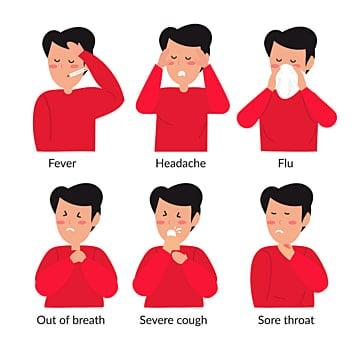 Fever
Headache
Flu
Out of breath
Severe cough
Sore throat